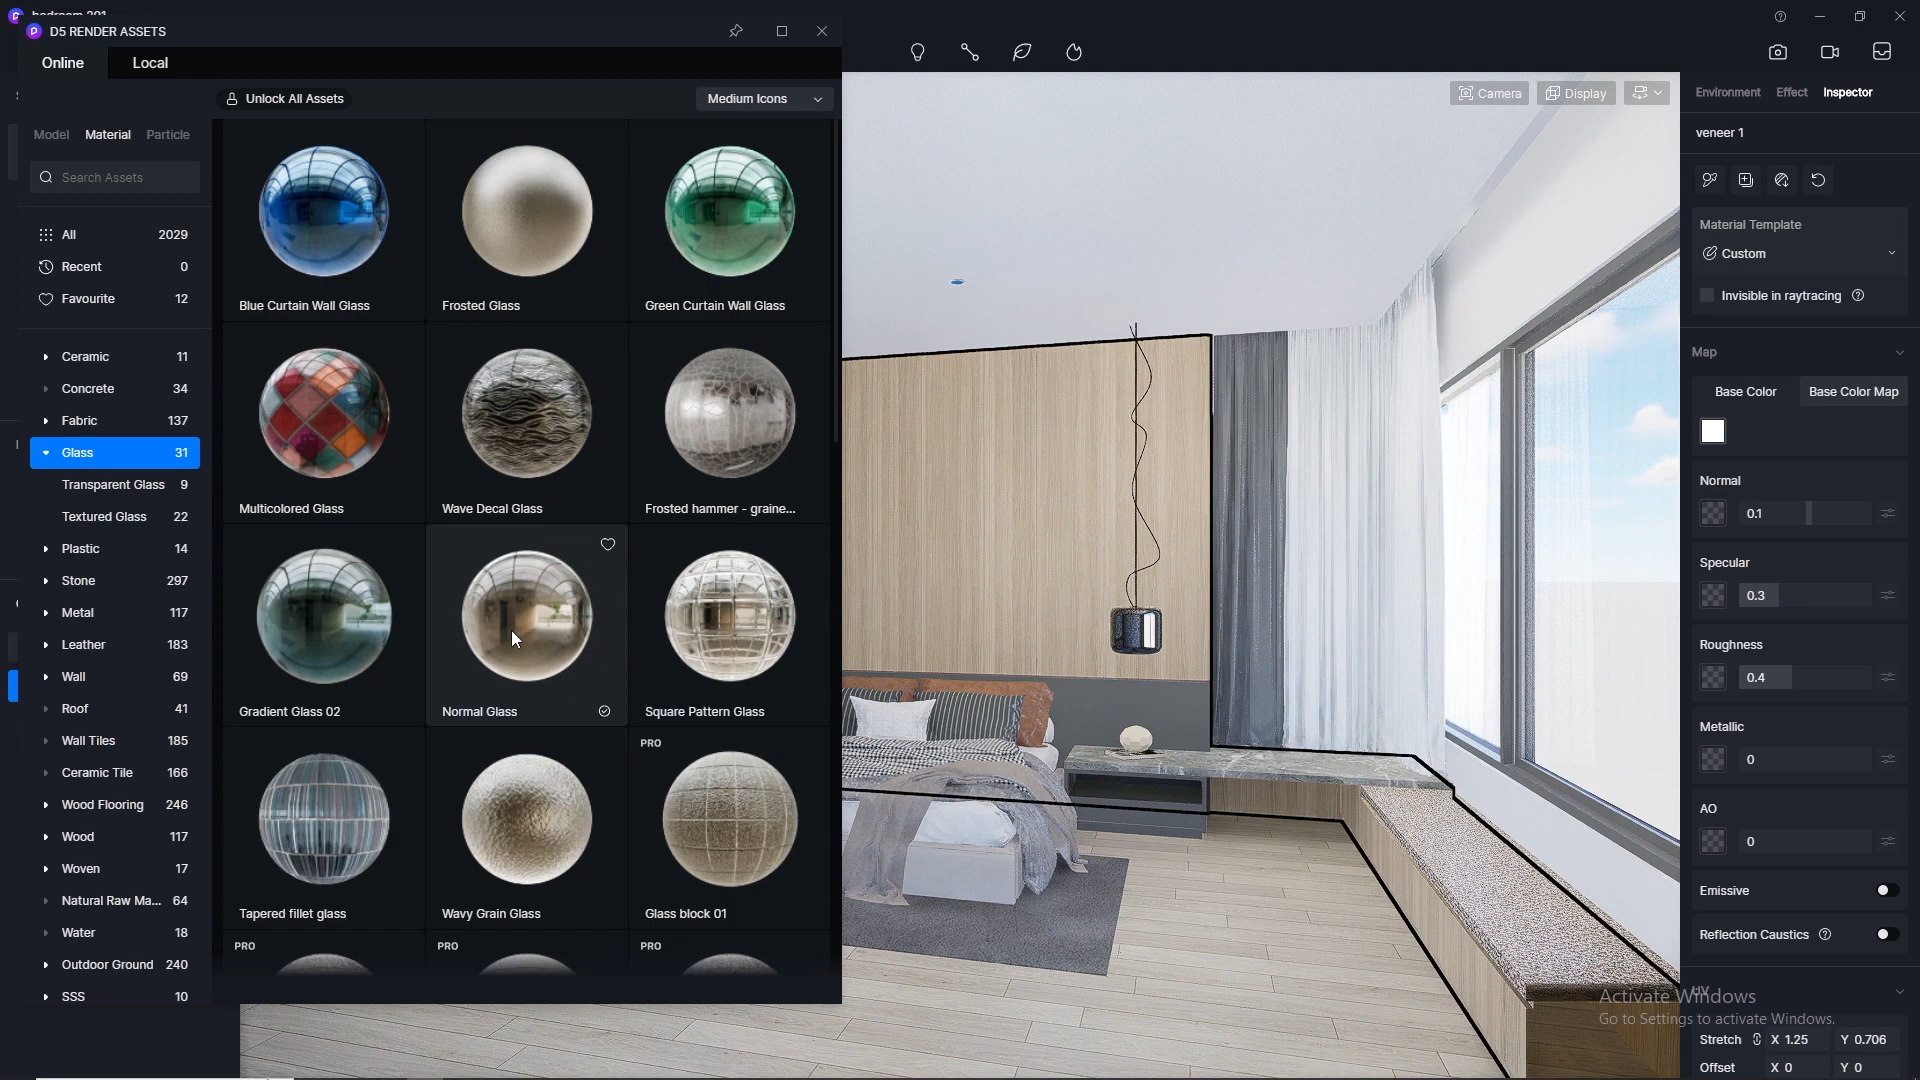 D5 RENDER ASSETS
Online
Local
Unlock All Assets
Medium Icons
Model
Material
Particle
Search Assets
All 2029
Recent 0
Favourite 12
Ceramic 11
Concrete 34
Fabric 137
Glass 31
Transparent Glass 9
Textured Glass 22
Plastic 14
Stone 297
Metal 117
Leather 183
Wall 69
Roof 41
Wall Tiles 185
Ceramic Tile 166
Wood Flooring 246
Wood 117
Woven 17
Natural Raw Ma... 64
Water 18
Outdoor Ground 240
SSS 10
Blue Curtain Wall Glass
Frosted Glass
Green Curtain Wall Glass
Multicolored Glass
Wave Decal Glass
Frosted hammer - graine...
Gradient Glass 02
Normal Glass
Square Pattern Glass
PRO
Tapered fillet glass
Wavy Grain Glass
Glass block 01
PRO
PRO
PRO
Camera
Display
Environment
Effect
Inspector
veneer 1
Material Template
Custom
Invisible in raytracing
Map
Base Color
Base Color Map
Normal
0.1
Specular
0.3
Roughness
0.4
Metallic
0
AO
0
Emissive
Reflection Caustics
UV
Activate Windows
Go to Settings to activate Windows.
Stretch X 1.25 Y 0.706
Offset X 0 Y 0